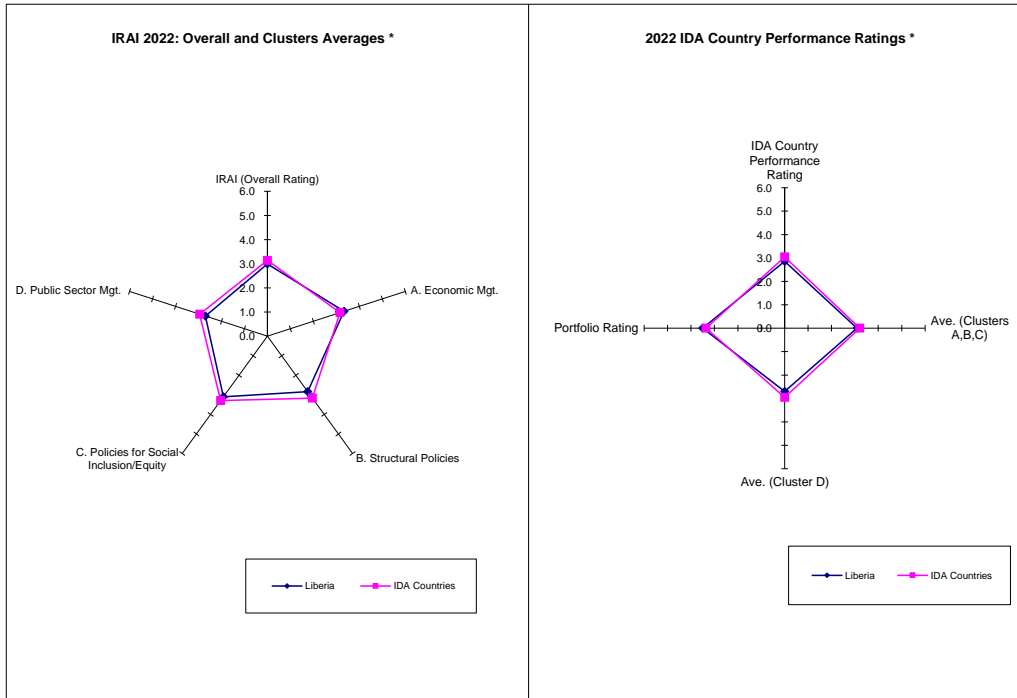 IRAI 2022: Overall and Clusters Averages *
IRAI (Overall Rating)
6.0
5.0
4.0
3.0
2.0
1.0
0.0
A. Economic Mgt.
B. Structural Policies
C. Policies for Social
Inclusion/Equity
D. Public Sector Mgt.
Liberia
IDA Countries
2022 IDA Country Performance Ratings *
IDA Country
Performance
Rating
6.0
5.0
4.0
3.0
2.0
1.0
0.0
Ave. (Clusters
A,B,C)
Ave. (Cluster D)
Portfolio Rating
Liberia
IDA Countries